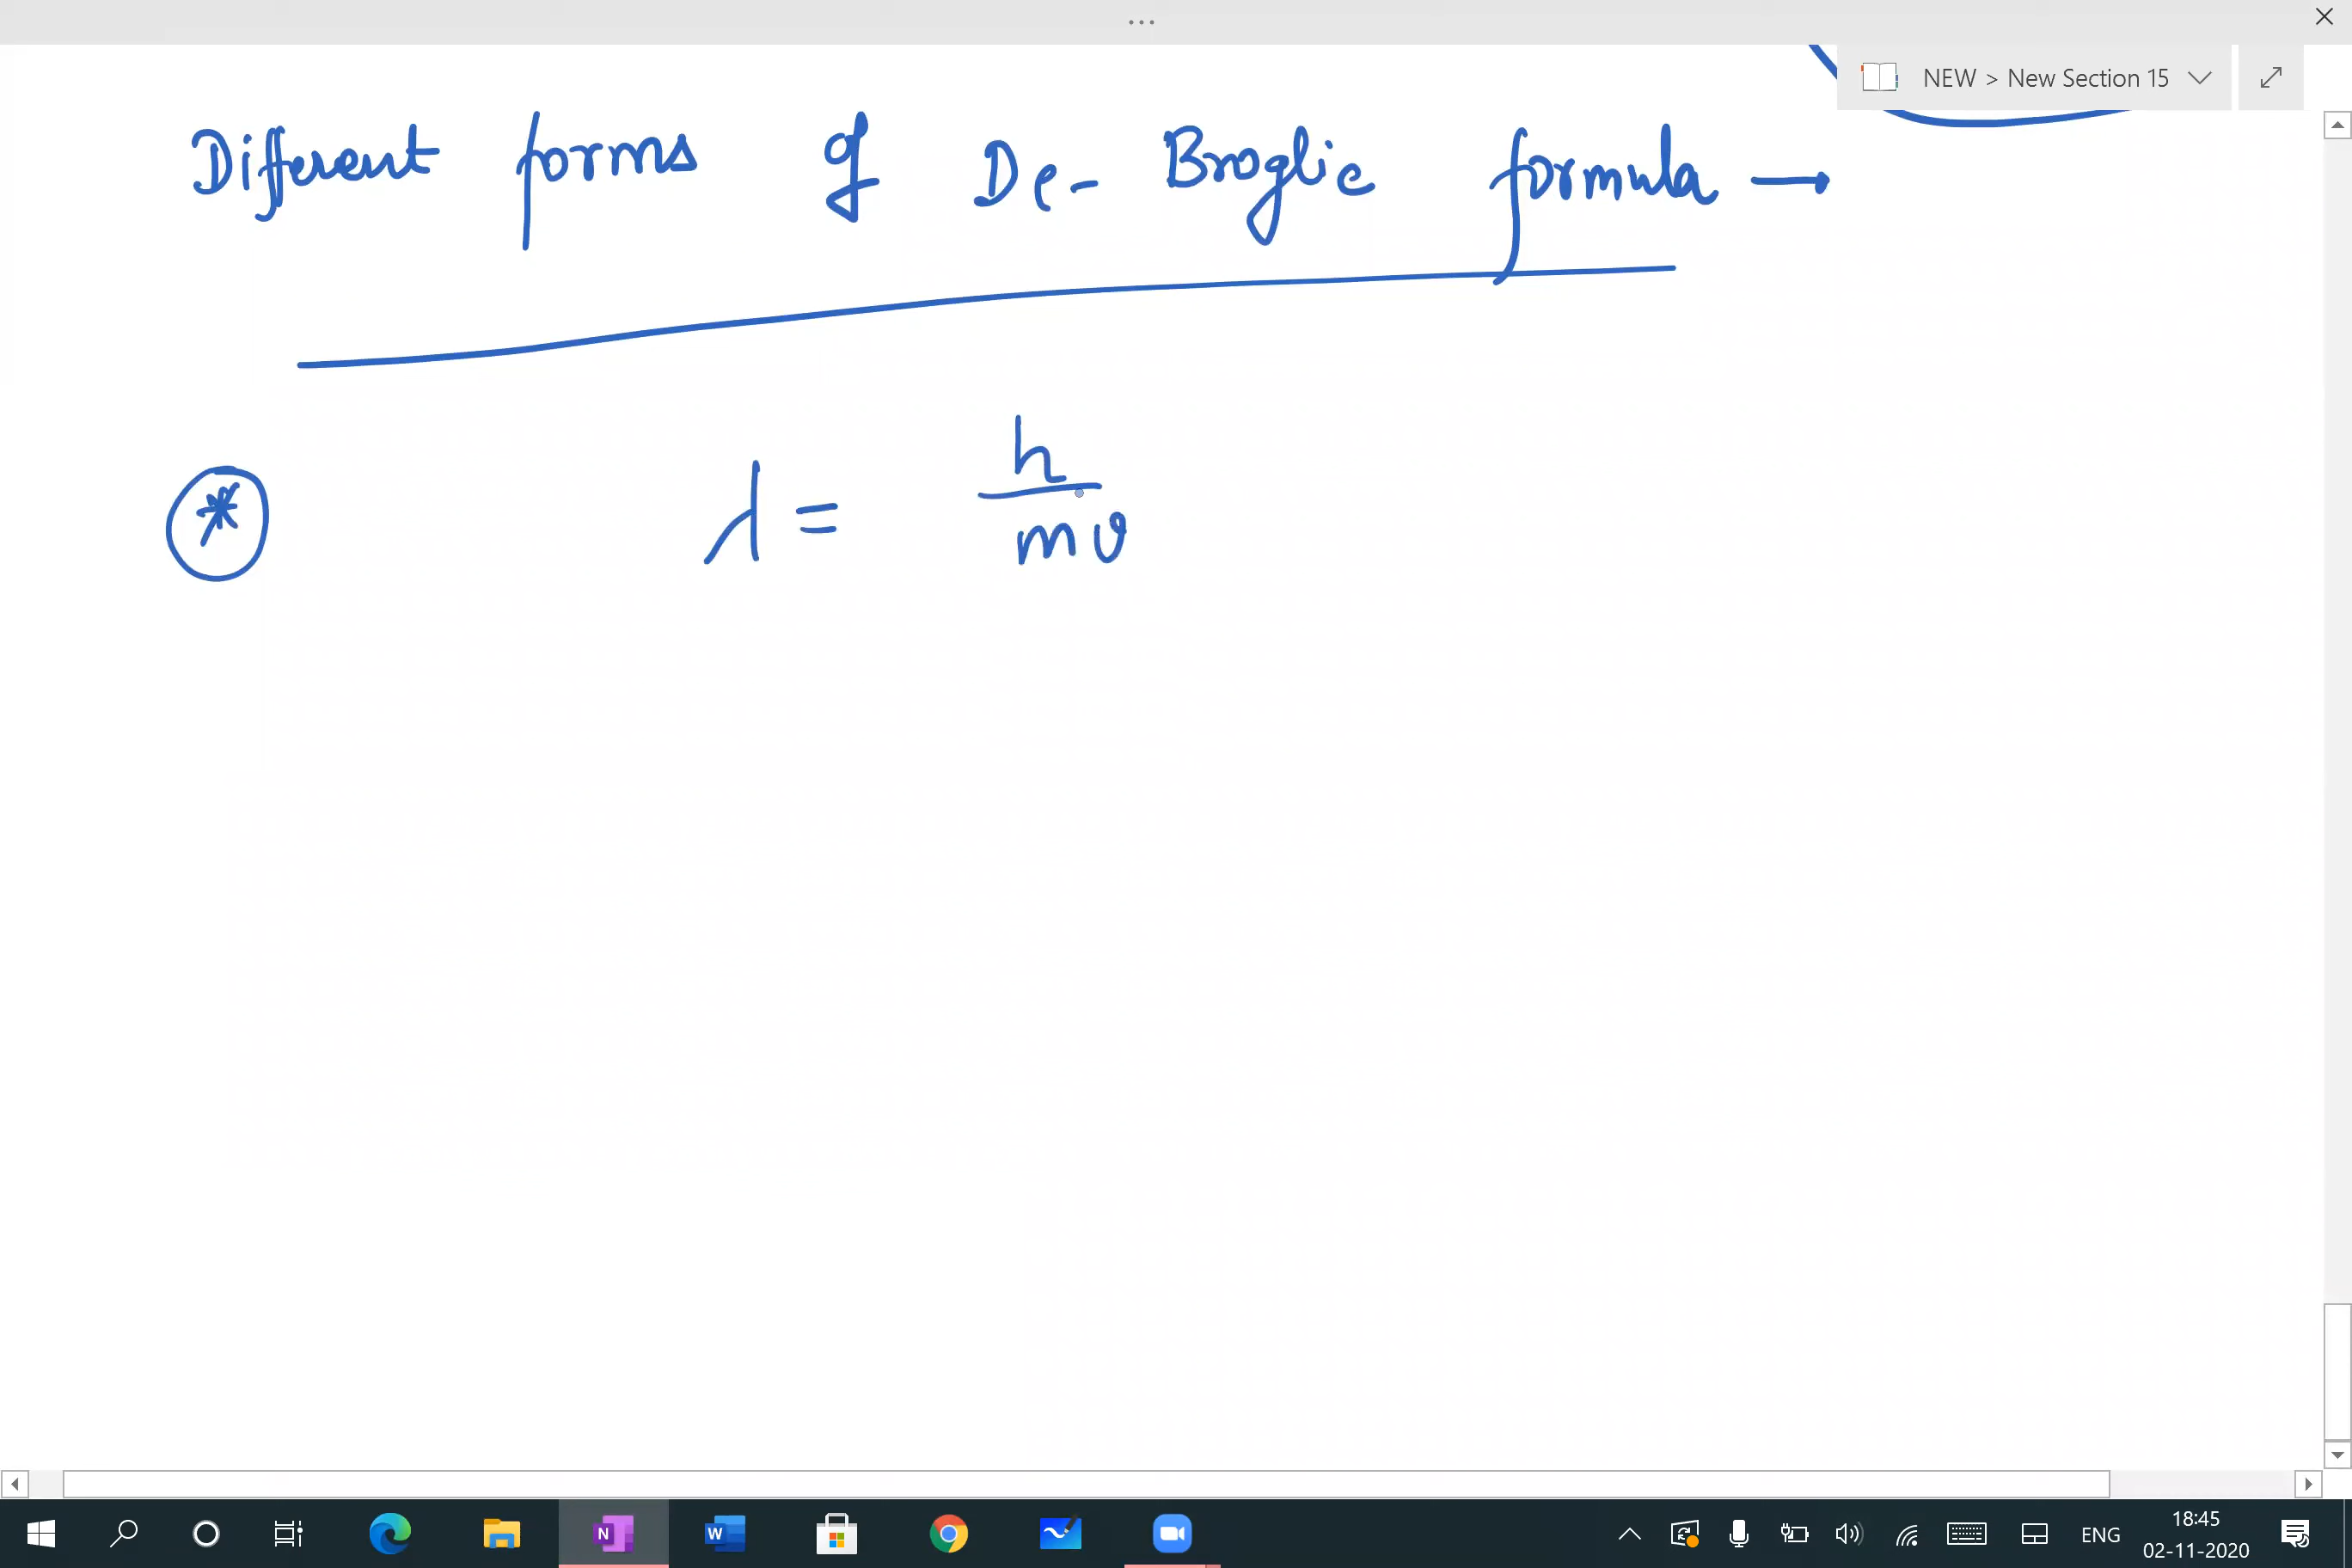 ...
NEW > New Section 15
Different forms of De- Broglie formula →
* λ = h / mv
ENG
18:45
02-11-2020